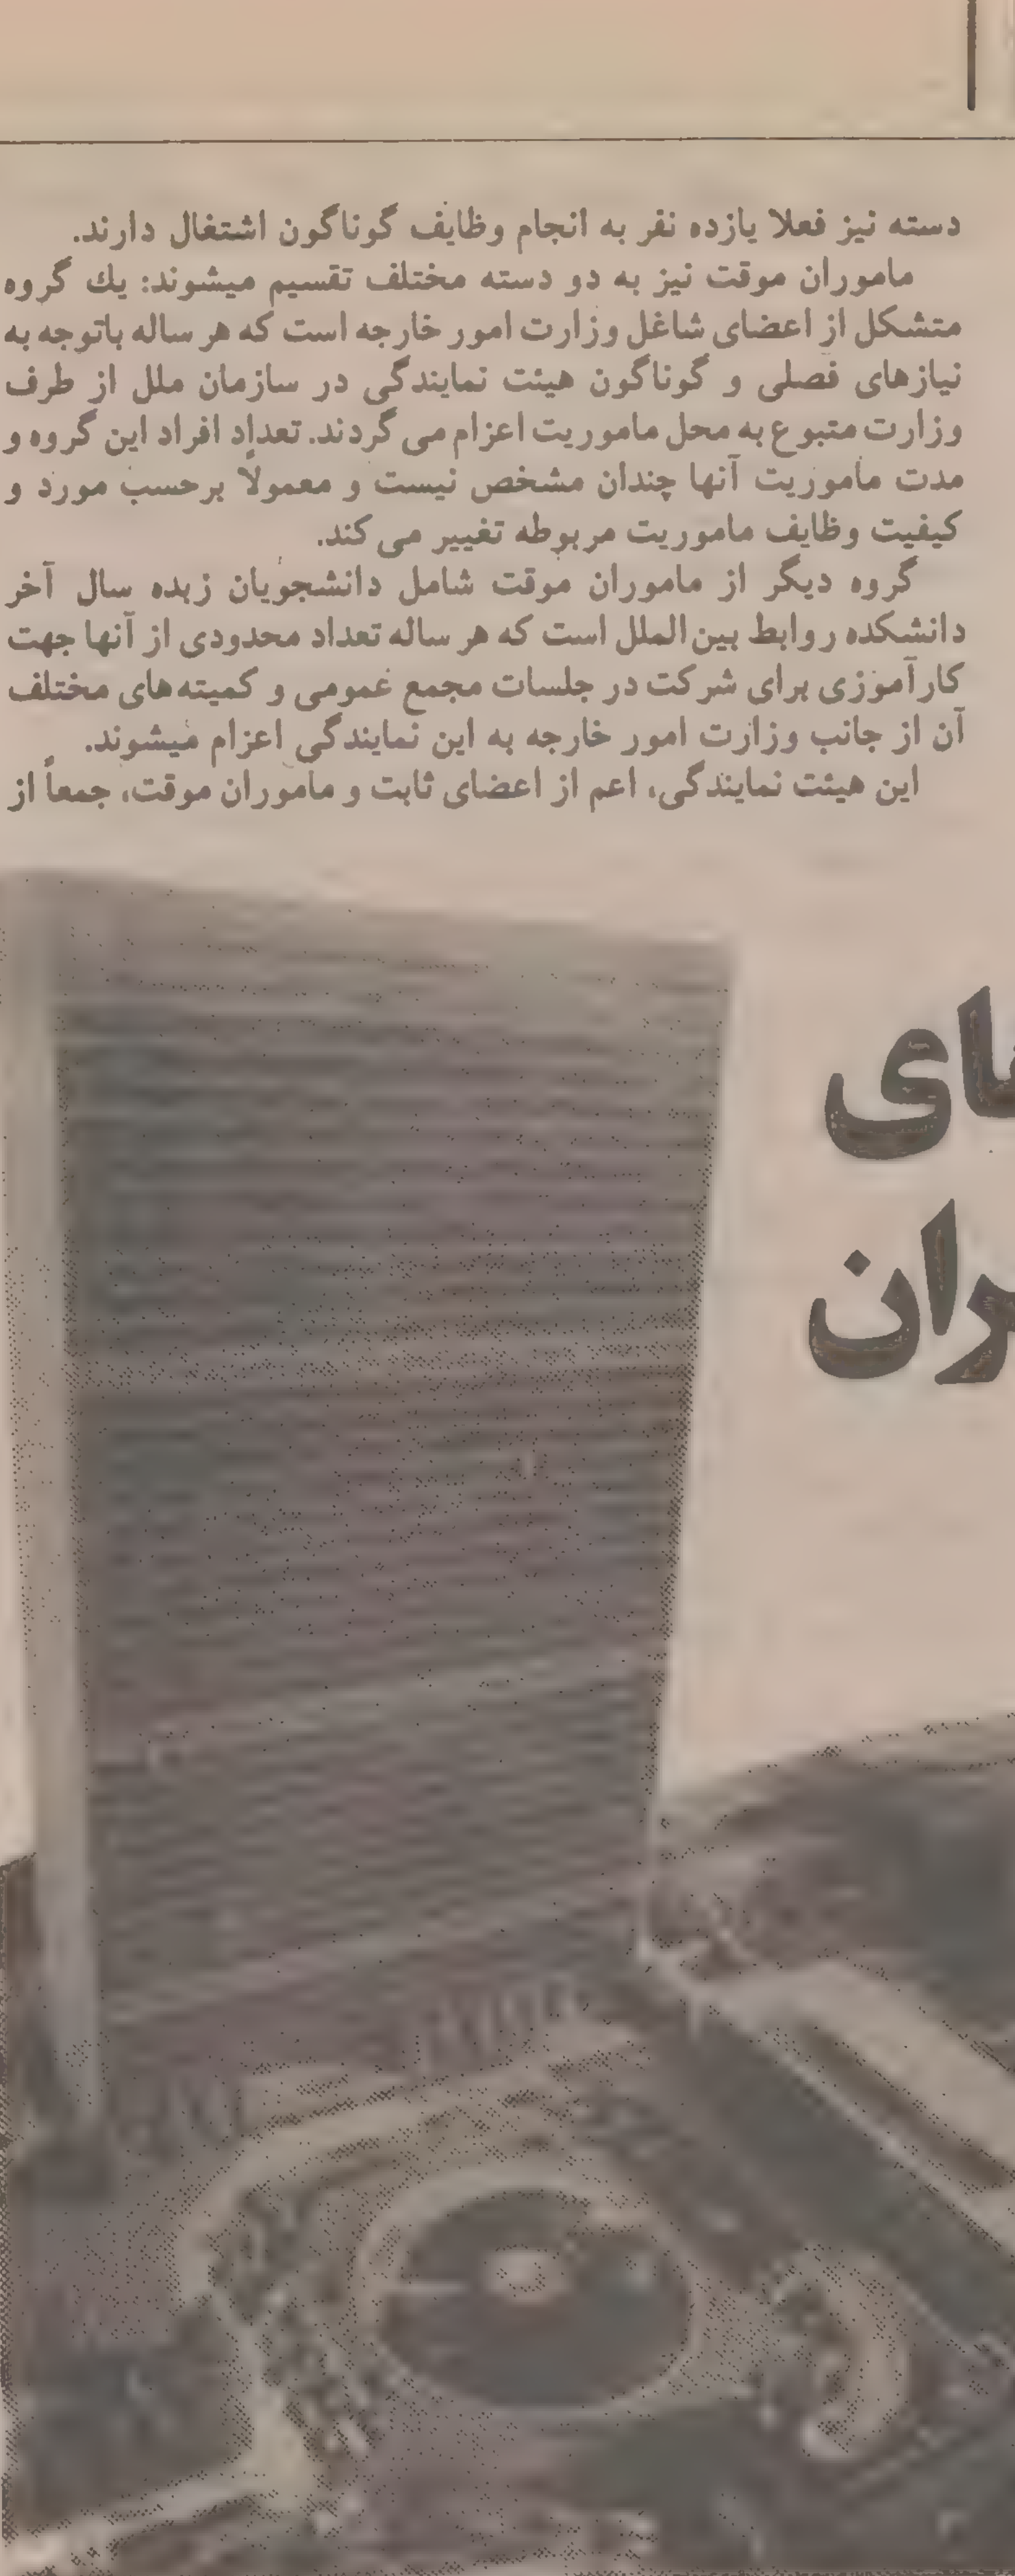 دسته نیز فعلا یازده نفر به انجام وظایف گوناگون اشتغال دارند.
ماموران موقت نیز به دو دسته مختلف تقسیم میشوند: یك گروه
متشکل از اعضای شاغل وزارت امور خارجه است که هر ساله باتوجه به
نیازهای فصلی و گوناگون هیئت نمایندگی در سازمان ملل از طرف
وزارت متبوع به محل ماموریت اعزام می گردند. تعداد افراد این گروه و
مدت ماموریت آنها چندان مشخص نیست و معمولاً برحسب مورد و
کیفیت وظایف ماموریت مربوطه تغییر می کند.
گروه دیگر از ماموران موقت شامل دانشجویان زبده سال آخر
دانشکده روابط بین‌الملل است که هر ساله تعداد محدودی از آنها جهت
کارآموزی برای شرکت در جلسات مجمع عمومی و کمیته‌های مختلف
آن از جانب وزارت امور خارجه به این نمایندگی اعزام میشوند.
این هیئت نمایندگی، اعم از اعضای ثابت و ماموران موقت، جمعاً از